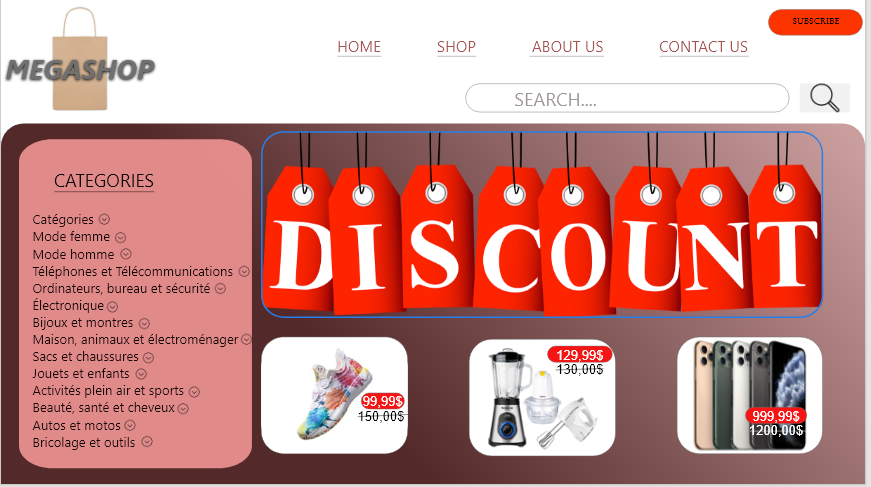 SUBSCRIBE
MEGASHOP
HOME SHOP ABOUT US CONTACT US
SEARCH....
CATEGORIES
Catégories
Mode femme
Mode homme
Téléphones et Télécommunications
Ordinateurs, bureau et sécurité
Électronique
Bijoux et montres
Maison, animaux et électroménager
Sacs et chaussures
Jouets et enfants
Activités plein air et sports
Beauté, santé et cheveux
Autos et motos
Bricolage et outils
DISCOUNT
99,99$
150,00$
129,99$
130,00$
999,99$
1200,00$